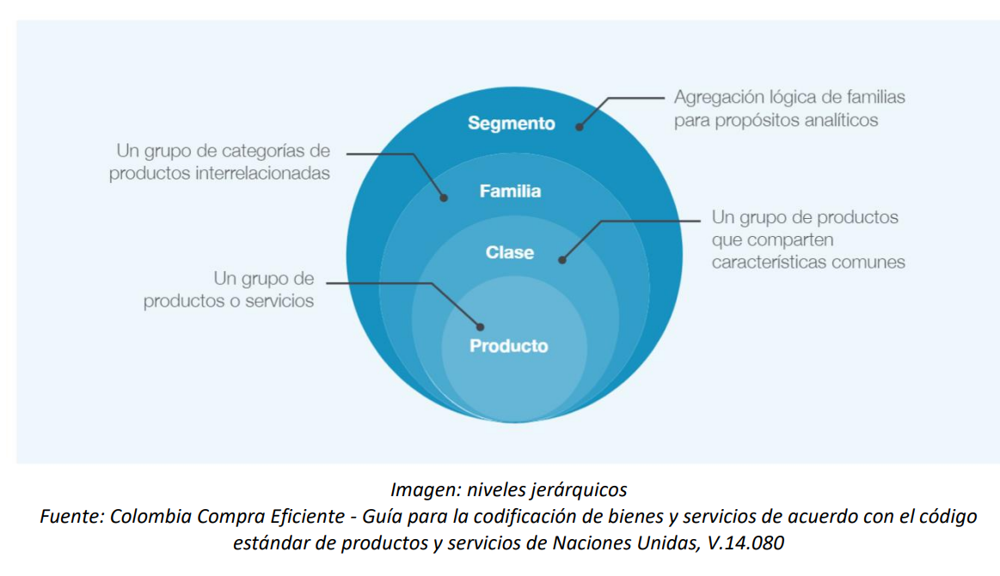 Segmento
Agregación lógica de familias
para propósitos analíticos
Un grupo de categorías de
productos interrelacionadas
Familia
Un grupo de productos
que comparten
características comunes
Clase
Un grupo de
productos o servicios
Producto
Imagen: niveles jerárquicos
Fuente: Colombia Compra Eficiente - Guía para la codificación de bienes y servicios de acuerdo con el código
estándar de productos y servicios de Naciones Unidas, V.14.080